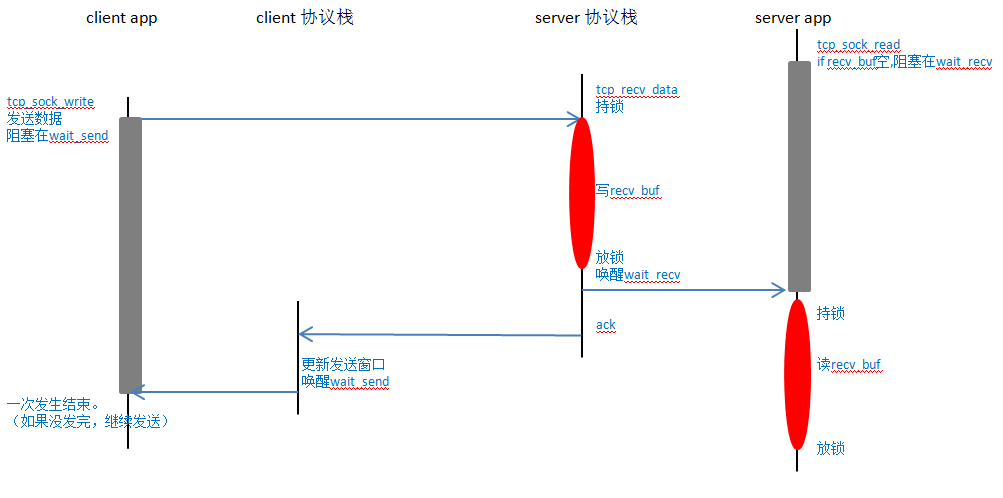 client app
client 协议栈
server 协议栈
server app
tcp_sock_read
if recv_buf空,阻塞在wait_recv
tcp_sock_write
发送数据
阻塞在wait_send
tcp_recv_data
持锁
写recv_buf
放锁
唤醒wait_recv
持锁
ack
更新发送窗口
唤醒wait_send
读recv_buf
一次发生结束。
（如果没发完，继续发送）
放锁